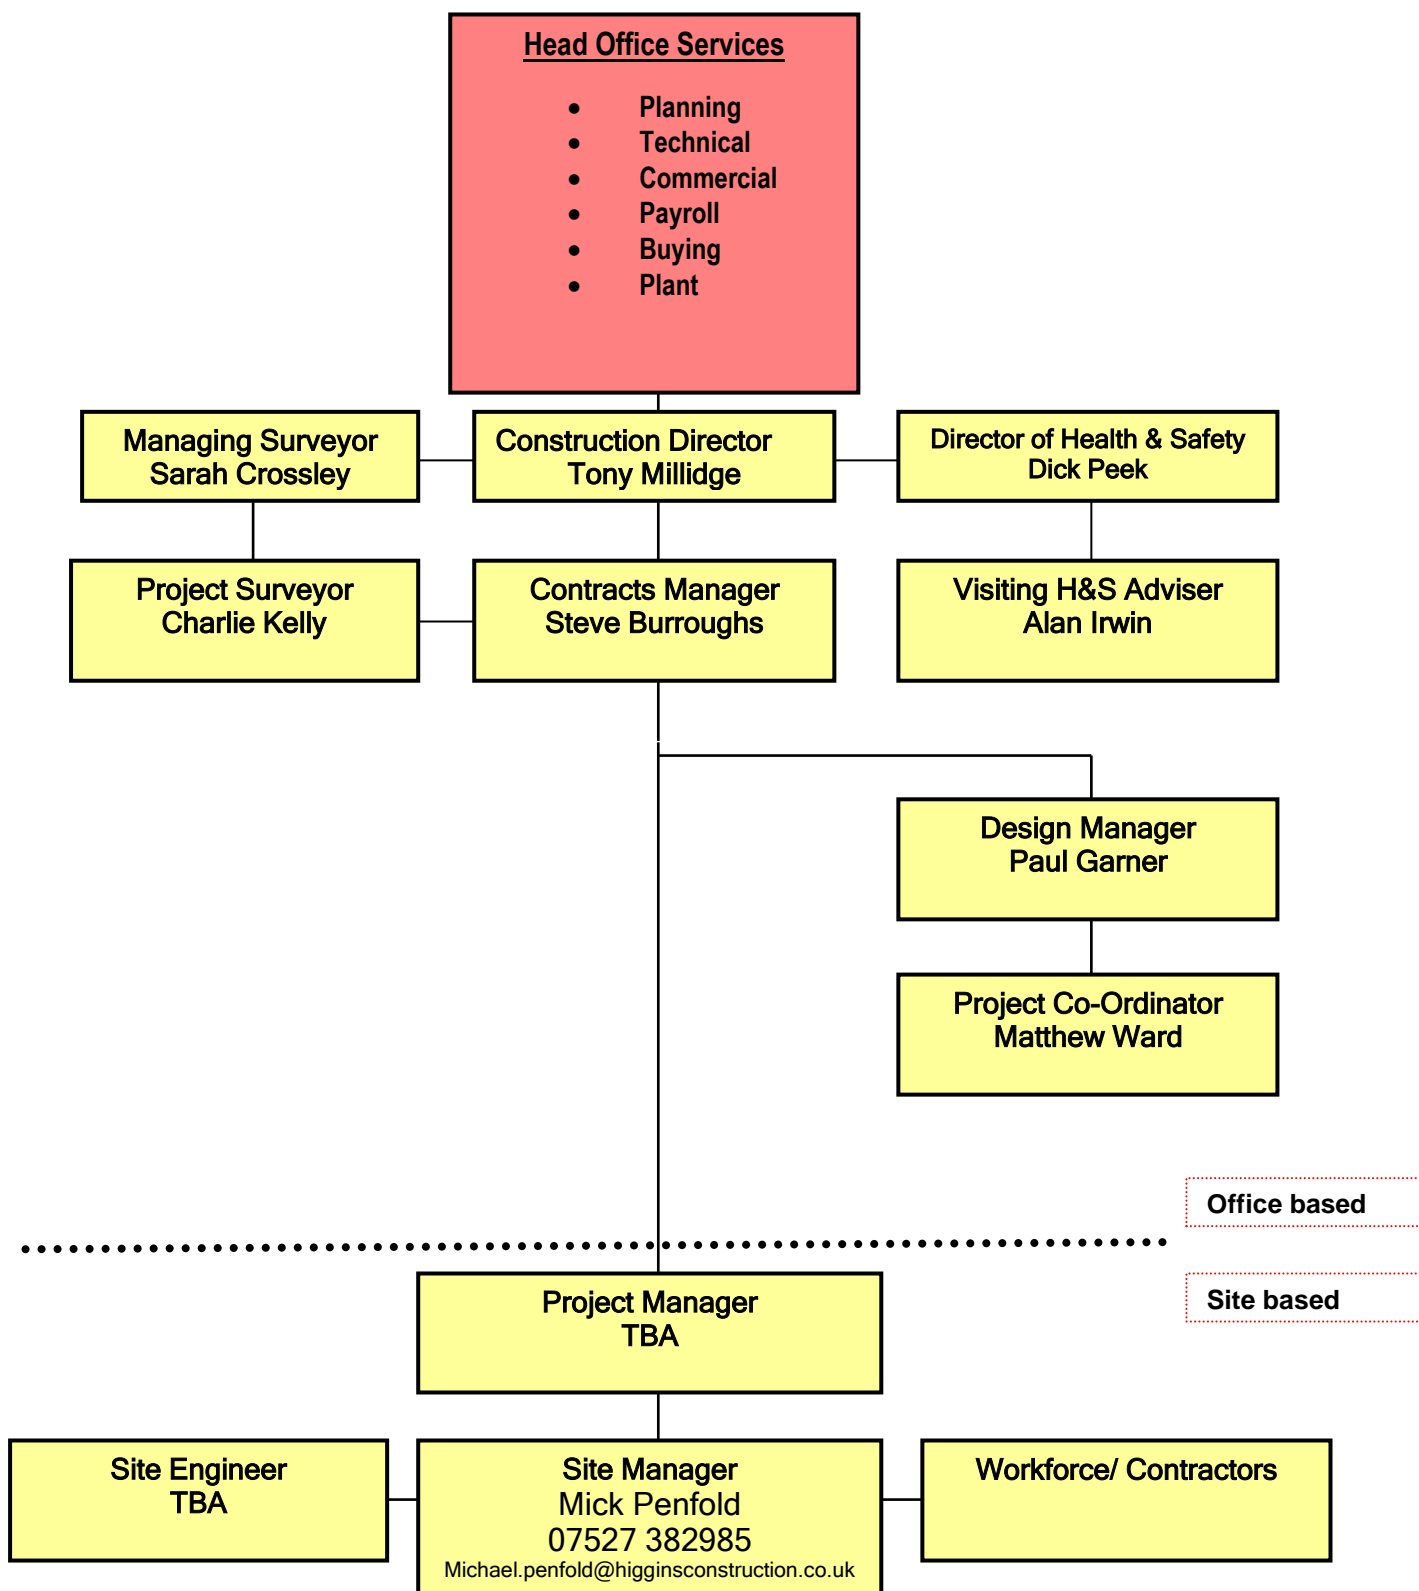 Head Office Services
● Planning
● Technical
● Commercial
● Payroll
● Buying
● Plant
Managing Surveyor
Sarah Crossley
Construction Director
Tony Millidge
Director of Health & Safety
Dick Peek
Project Surveyor
Charlie Kelly
Contracts Manager
Steve Burroughs
Visiting H&S Adviser
Alan Irwin
Design Manager
Paul Garner
Project Co-Ordinator
Matthew Ward
Office based
Project Manager
TBA
Site based
Site Engineer
TBA
Site Manager
Mick Penfold
07527 382985
Michael.penfold@higginsconstruction.co.uk
Workforce/ Contractors